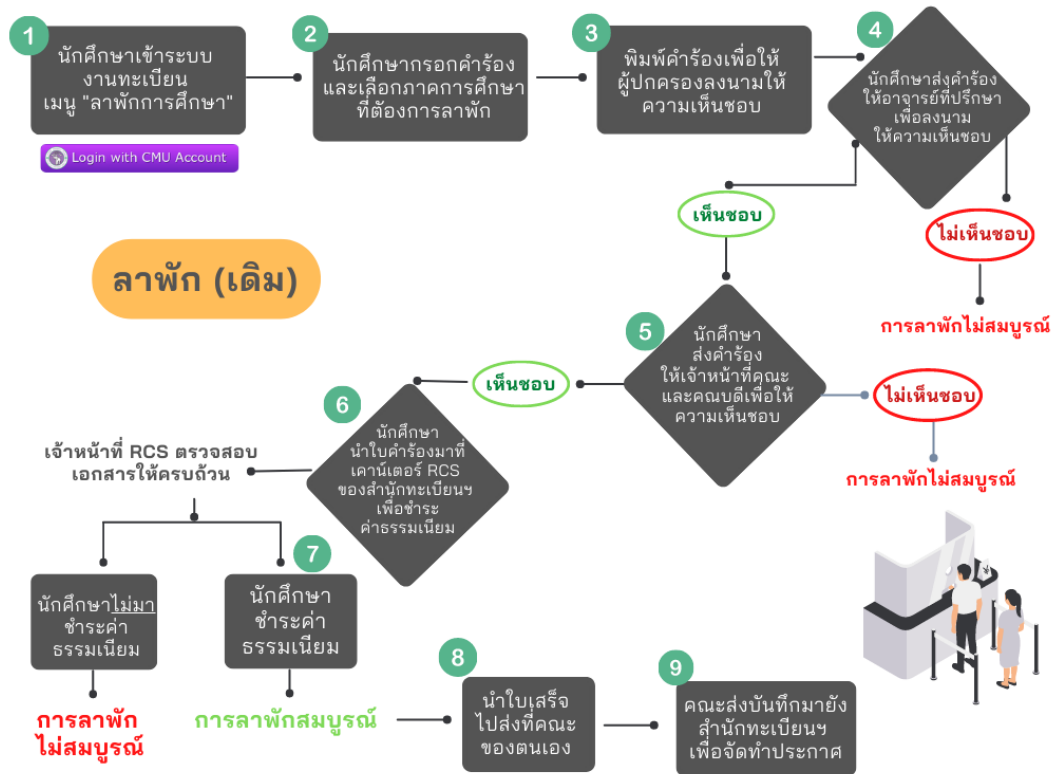 1
นักศึกษาเข้าระบบ
งานทะเบียน
เมนู "ลาพักการศึกษา"
Login with CMU Account
2
นักศึกษากรอกคำร้อง
และเลือกภาคการศึกษา
ที่ต้องการลาพัก
3
พิมพ์คำร้องเพื่อให้
ผู้ปกครองลงนามให้
ความเห็นชอบ
4
นักศึกษาส่งคำร้อง
ให้อาจารย์ที่ปรึกษา
เพื่อลงนาม
ให้ความเห็นชอบ
เห็นชอบ
ไม่เห็นชอบ
การลาพักไม่สมบูรณ์
ลาพัก (เดิม)
5
นักศึกษา
ส่งคำร้อง
ให้เจ้าหน้าที่คณะ
และคณบดีเพื่อให้
ความเห็นชอบ
เห็นชอบ
ไม่เห็นชอบ
การลาพักไม่สมบูรณ์
6
นักศึกษา
นำใบคำร้องมาที่
เคาน์เตอร์ RCS
ของสำนักทะเบียนฯ
เพื่อชำระ
ค่าธรรมเนียม
เจ้าหน้าที่ RCS ตรวจสอบ
เอกสารให้ครบถ้วน
นักศึกษาไม่มา
ชำระค่า
ธรรมเนียม
การลาพัก
ไม่สมบูรณ์
7
นักศึกษา
ชำระค่า
ธรรมเนียม
การลาพักสมบูรณ์
8
นำใบเสร็จ
ไปส่งที่คณะ
ของตนเอง
9
คณะส่งบันทึกมายัง
สำนักทะเบียนฯ
เพื่อจัดทำประกาศ